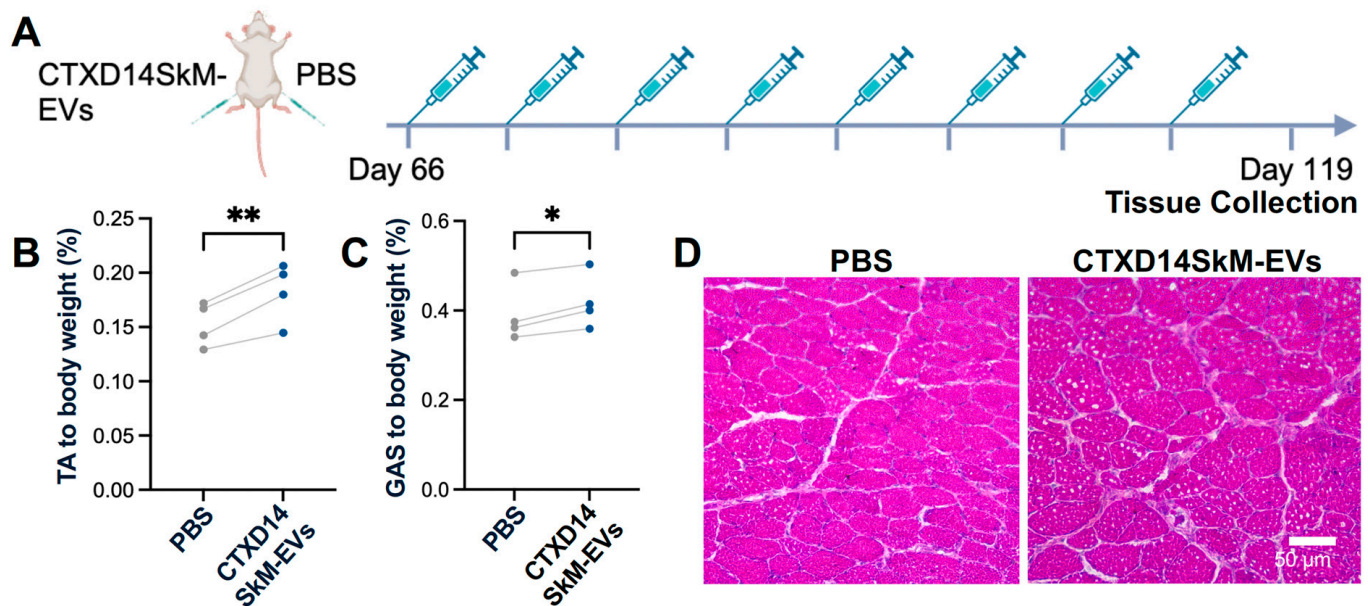 A
CTXD14SkM-
EVs
PBS
Day 66
Day 119
Tissue Collection
B
TA to body weight (%)
0.25
0.20
0.15
0.10
0.05
0.00
**
PBS
CTXD14
SkM-EVs
C
GAS to body weight (%)
0.6
0.4
0.2
0.0
*
PBS
CTXD14
SkM-EVs
D
PBS
CTXD14SkM-EVs
50 μm